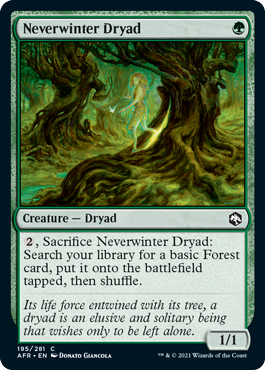 Neverwinter Dryad
Creature — Dryad
2, Sacrifice Neverwinter Dryad:
Search your library for a basic Forest
card, put it onto the battlefield
tapped, then shuffle.
Its life force entwined with its tree, a
dryad is an elusive and solitary being
that wishes only to be left alone.
1/1
195/281 C
AFR • EN DONATO GIANCOLA
™ & © 2021 Wizards of the Coast